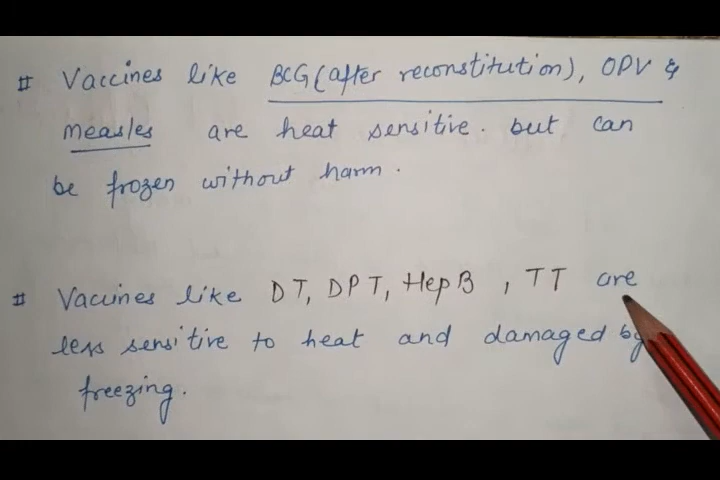 # Vaccines like BCG (after reconstitution), OPV &
measles are heat sensitive. but can
be frozen without harm.
# Vaccines like DT, DPT, Hep B, TT are
less sensitive to heat and damaged by
freezing.